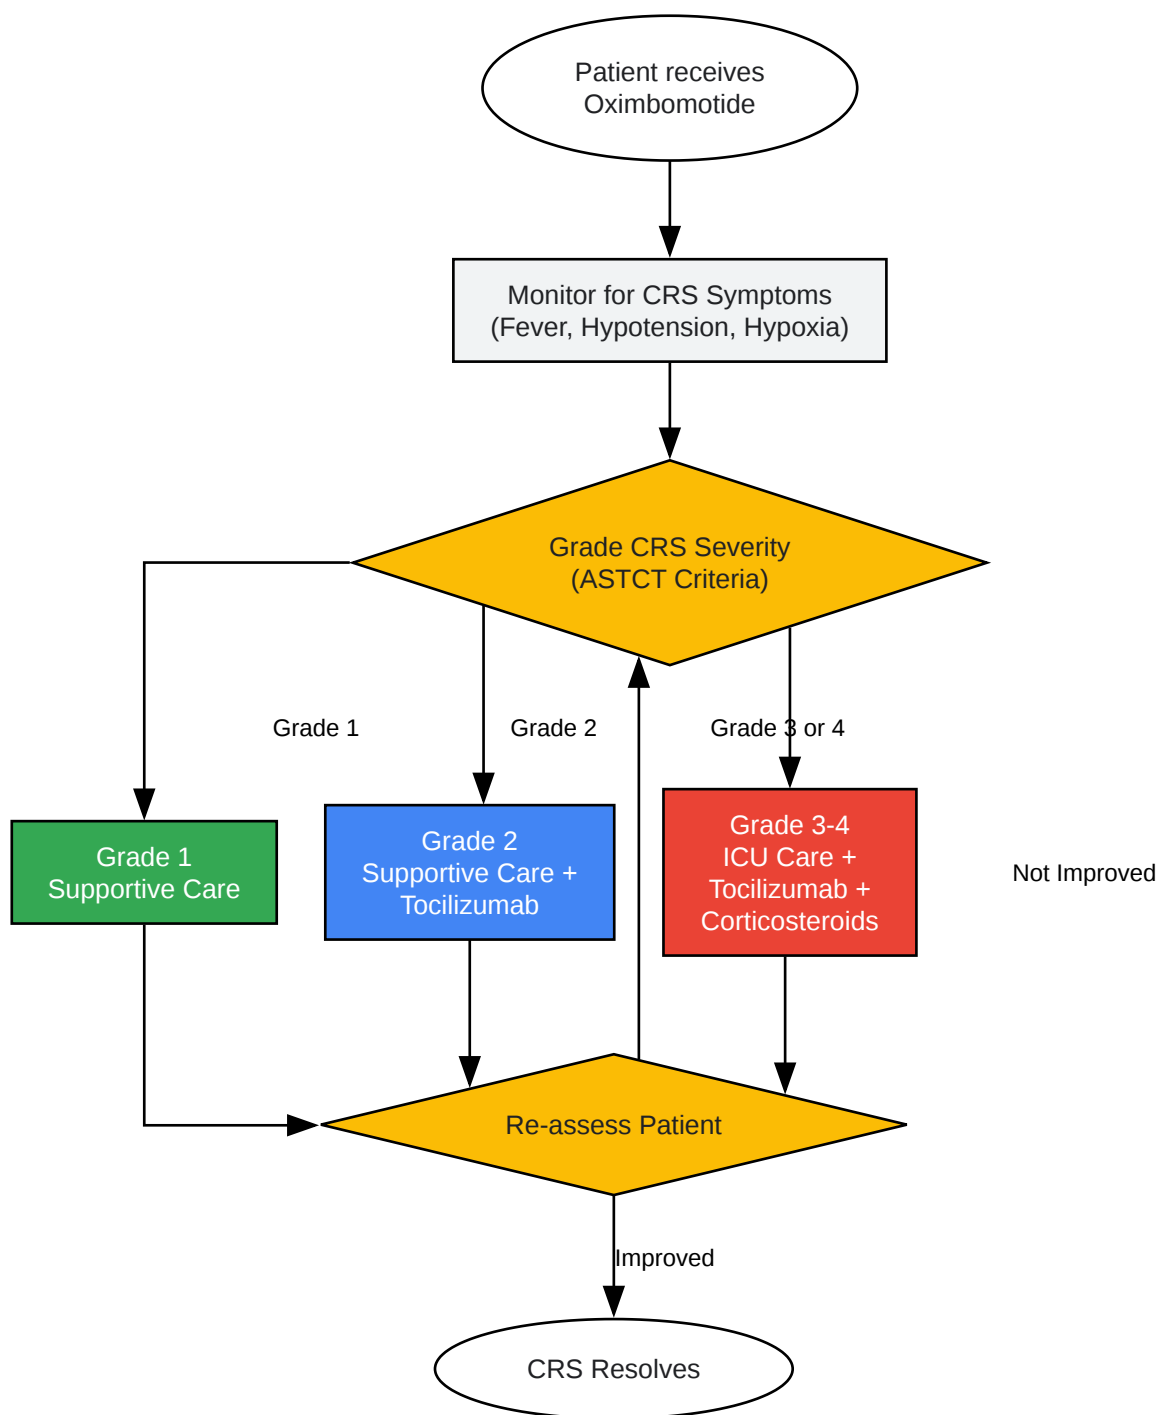 Patient receives
Oximbomotide
Monitor for CRS Symptoms
(Fever, Hypotension, Hypoxia)
Grade CRS Severity
(ASTCT Criteria)
Grade 1
Grade 2
Grade 3 or 4
Grade 1
Supportive Care
Grade 2
Supportive Care +
Tocilizumab
Grade 3-4
ICU Care +
Tocilizumab +
Corticosteroids
Not Improved
Re-assess Patient
Improved
CRS Resolves